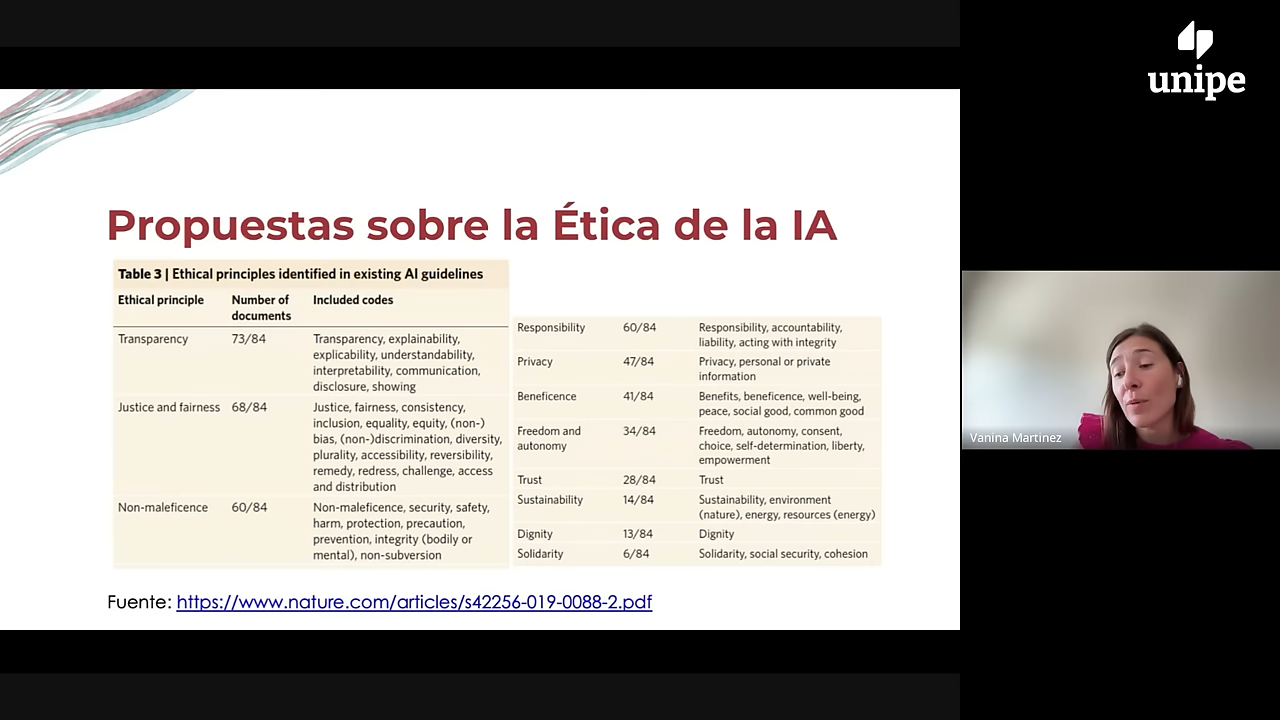 unipe
Propuestas sobre la Ética de la IA
Table 3 | Ethical principles identified in existing AI guidelines
Ethical principle Number of documents Included codes
Transparency 73/84 Transparency, explainability,
explicability, understandability,
interpretability, communication,
disclosure, showing
Justice and fairness 68/84 Justice, fairness, consistency,
inclusion, equality, equity, (non-)
bias, (non-)discrimination, diversity,
plurality, accessibility, reversibility,
remedy, redress, challenge, access
and distribution
Non-maleficence 60/84 Non-maleficence, security, safety,
harm, protection, precaution,
prevention, integrity (bodily or
mental), non-subversion
Responsibility 60/84 Responsibility, accountability,
liability, acting with integrity
Privacy 47/84 Privacy, personal or private
information
Beneficence 41/84 Benefits, beneficence, well-being,
peace, social good, common good
Freedom and autonomy 34/84 Freedom, autonomy, consent,
choice, self-determination, liberty,
empowerment
Trust 28/84 Trust
Sustainability 14/84 Sustainability, environment
(nature), energy, resources (energy)
Dignity 13/84 Dignity
Solidarity 6/84 Solidarity, social security, cohesion
Fuente: https://www.nature.com/articles/s42256-019-0088-2.pdf
Vanina Martinez